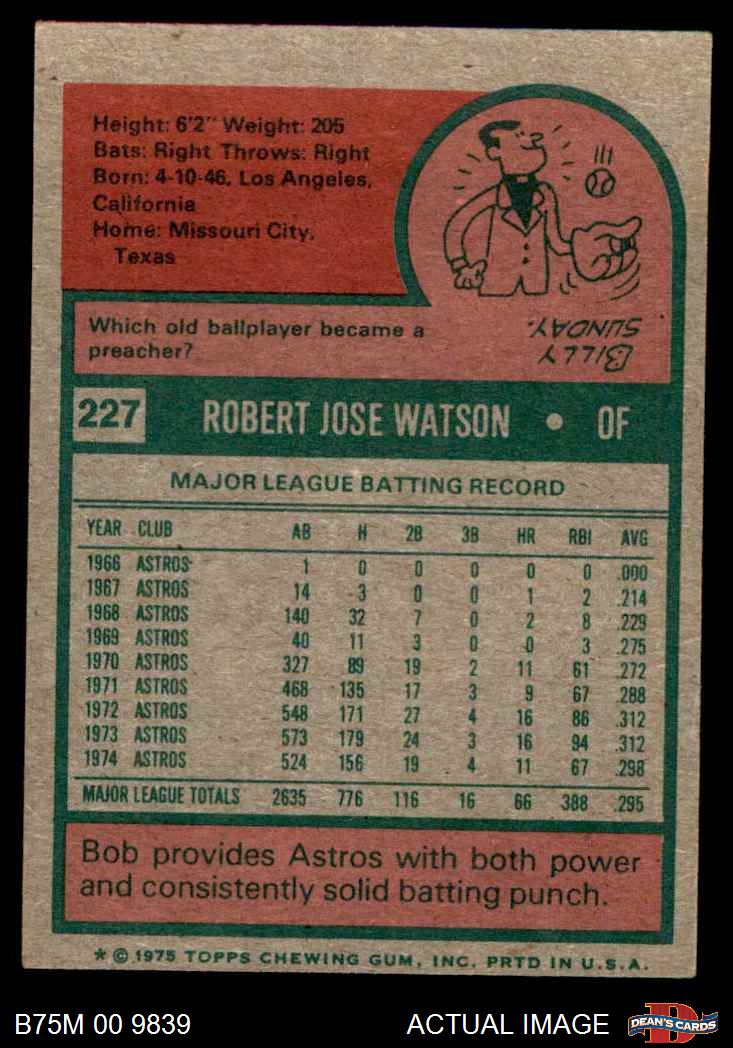 Height: 6'2" Weight: 205
Bats: Right Throws: Right
Born: 4-10-46, Los Angeles,
California
Home: Missouri City,
Texas
Which old ballplayer became a
preacher?
BILLY
SUNDAY.
227 ROBERT JOSE WATSON • OF
MAJOR LEAGUE BATTING RECORD
YEAR CLUB AB H 2B 3B HR RBI AVG
1966 ASTROS 1 0 0 0 0 0 .000
1967 ASTROS 14 3 0 0 1 2 .214
1968 ASTROS 140 32 7 0 2 8 .229
1969 ASTROS 40 11 3 0 0 3 .275
1970 ASTROS 327 89 19 2 11 61 .272
1971 ASTROS 468 135 17 3 9 67 .288
1972 ASTROS 548 171 27 4 16 86 .312
1973 ASTROS 573 179 24 3 16 94 .312
1974 ASTROS 524 156 19 4 11 67 .298
MAJOR LEAGUE TOTALS 2635 776 116 16 66 388 .295
Bob provides Astros with both power
and consistently solid batting punch.
* © 1975 TOPPS CHEWING GUM, INC. PRTD IN U.S.A.
B75M 00 9839 ACTUAL IMAGE
DEAN'S CARDS